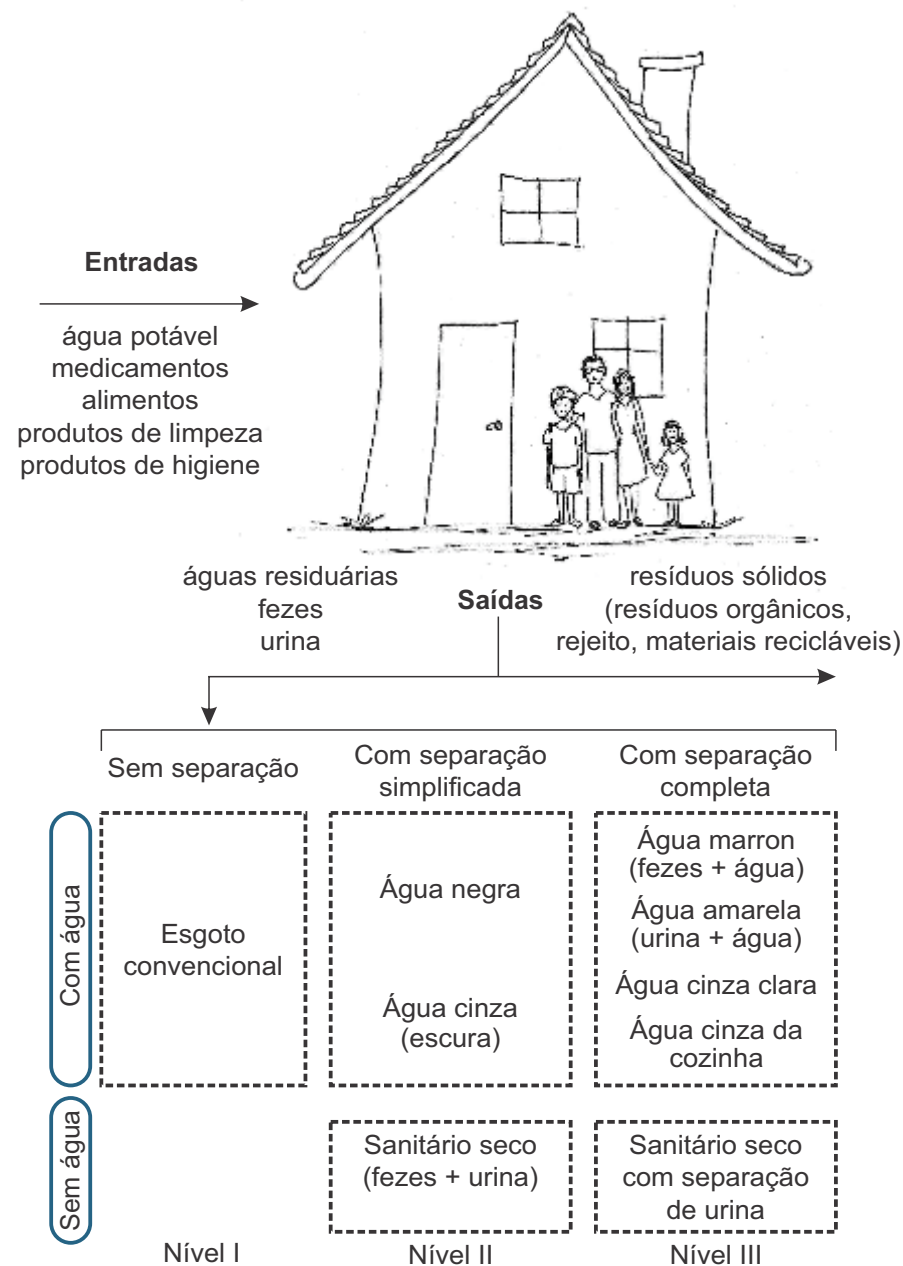 Entradas
água potável
medicamentos
alimentos
produtos de limpeza
produtos de higiene
águas residuárias
fezes
urina
Saídas
resíduos sólidos
(resíduos orgânicos,
rejeito, materiais recicláveis)
Sem separação
Com separação
simplificada
Com separação
completa
Com água
Esgoto
convencional
Água negra
Água cinza
(escura)
Água marron
(fezes + água)
Água amarela
(urina + água)
Água cinza clara
Água cinza da
cozinha
Sem água
Sanitário seco
(fezes + urina)
Sanitário seco
com separação
de urina
Nível I
Nível II
Nível III